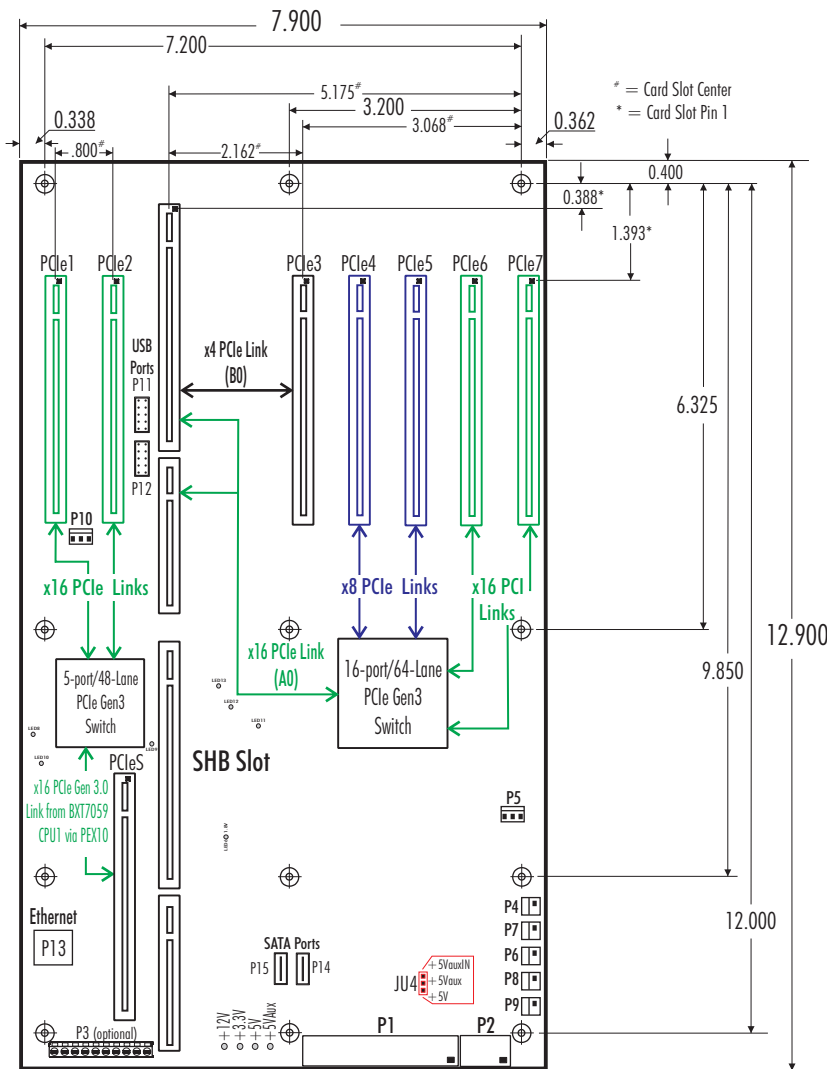 7.900
7.200
5.175#
3.200
3.068#
# = Card Slot Center
* = Card Slot Pin 1
0.338
0.362
.800#
2.162#
0.400
0.388*
1.393*
PCIe1
PCIe2
PCIe3
PCIe4
PCIe5
PCIe6
PCIe7
USB
Ports
P11
x4 PCIe Link
(B0)
6.325
P12
P10
x16 PCIe Links
x8 PCIe Links
x16 PCI
Links
12.900
x16 PCIe Link
(A0)
5-port/48-Lane
PCIe Gen3
Switch
16-port/64-Lane
PCIe Gen3
Switch
9.850
LED13
LED12
LED11
LED8
LED9
LED10
PCIeS
SHB Slot
x16 PCIe Gen 3.0
Link from BXT7059
CPU1 via PEX10
P5
Ethernet
P13
P4
P7
P6
P8
P9
12.000
SATA Ports
P15
P14
JU4
+5VauxIN
+5Vaux
+5V
P3 (optional)
+12V
+3.3V
+5V
+5VAux
P1
P2